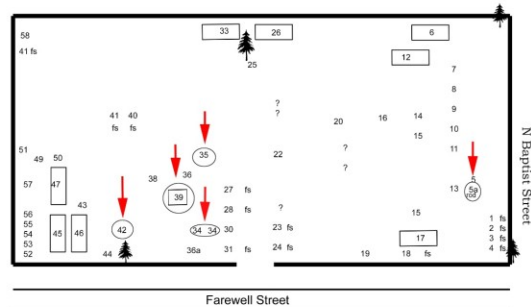 58
33
26
6
41 fs
12
25
7
8
?
9
?
41 40
fs fs
20
16
14
10
15
51
35
22
?
11
49
50
36
?
38
5
57
47
27 fs
13
5a
rod
39
43
28 fs
?
15
56
1 fs
55
42
34 34
30
23 fs
2 fs
54
45
46
17
3 fs
53
36a
31 fs
24 fs
4 fs
52
44
19
18 fs
N Baptist Street
Farewell Street